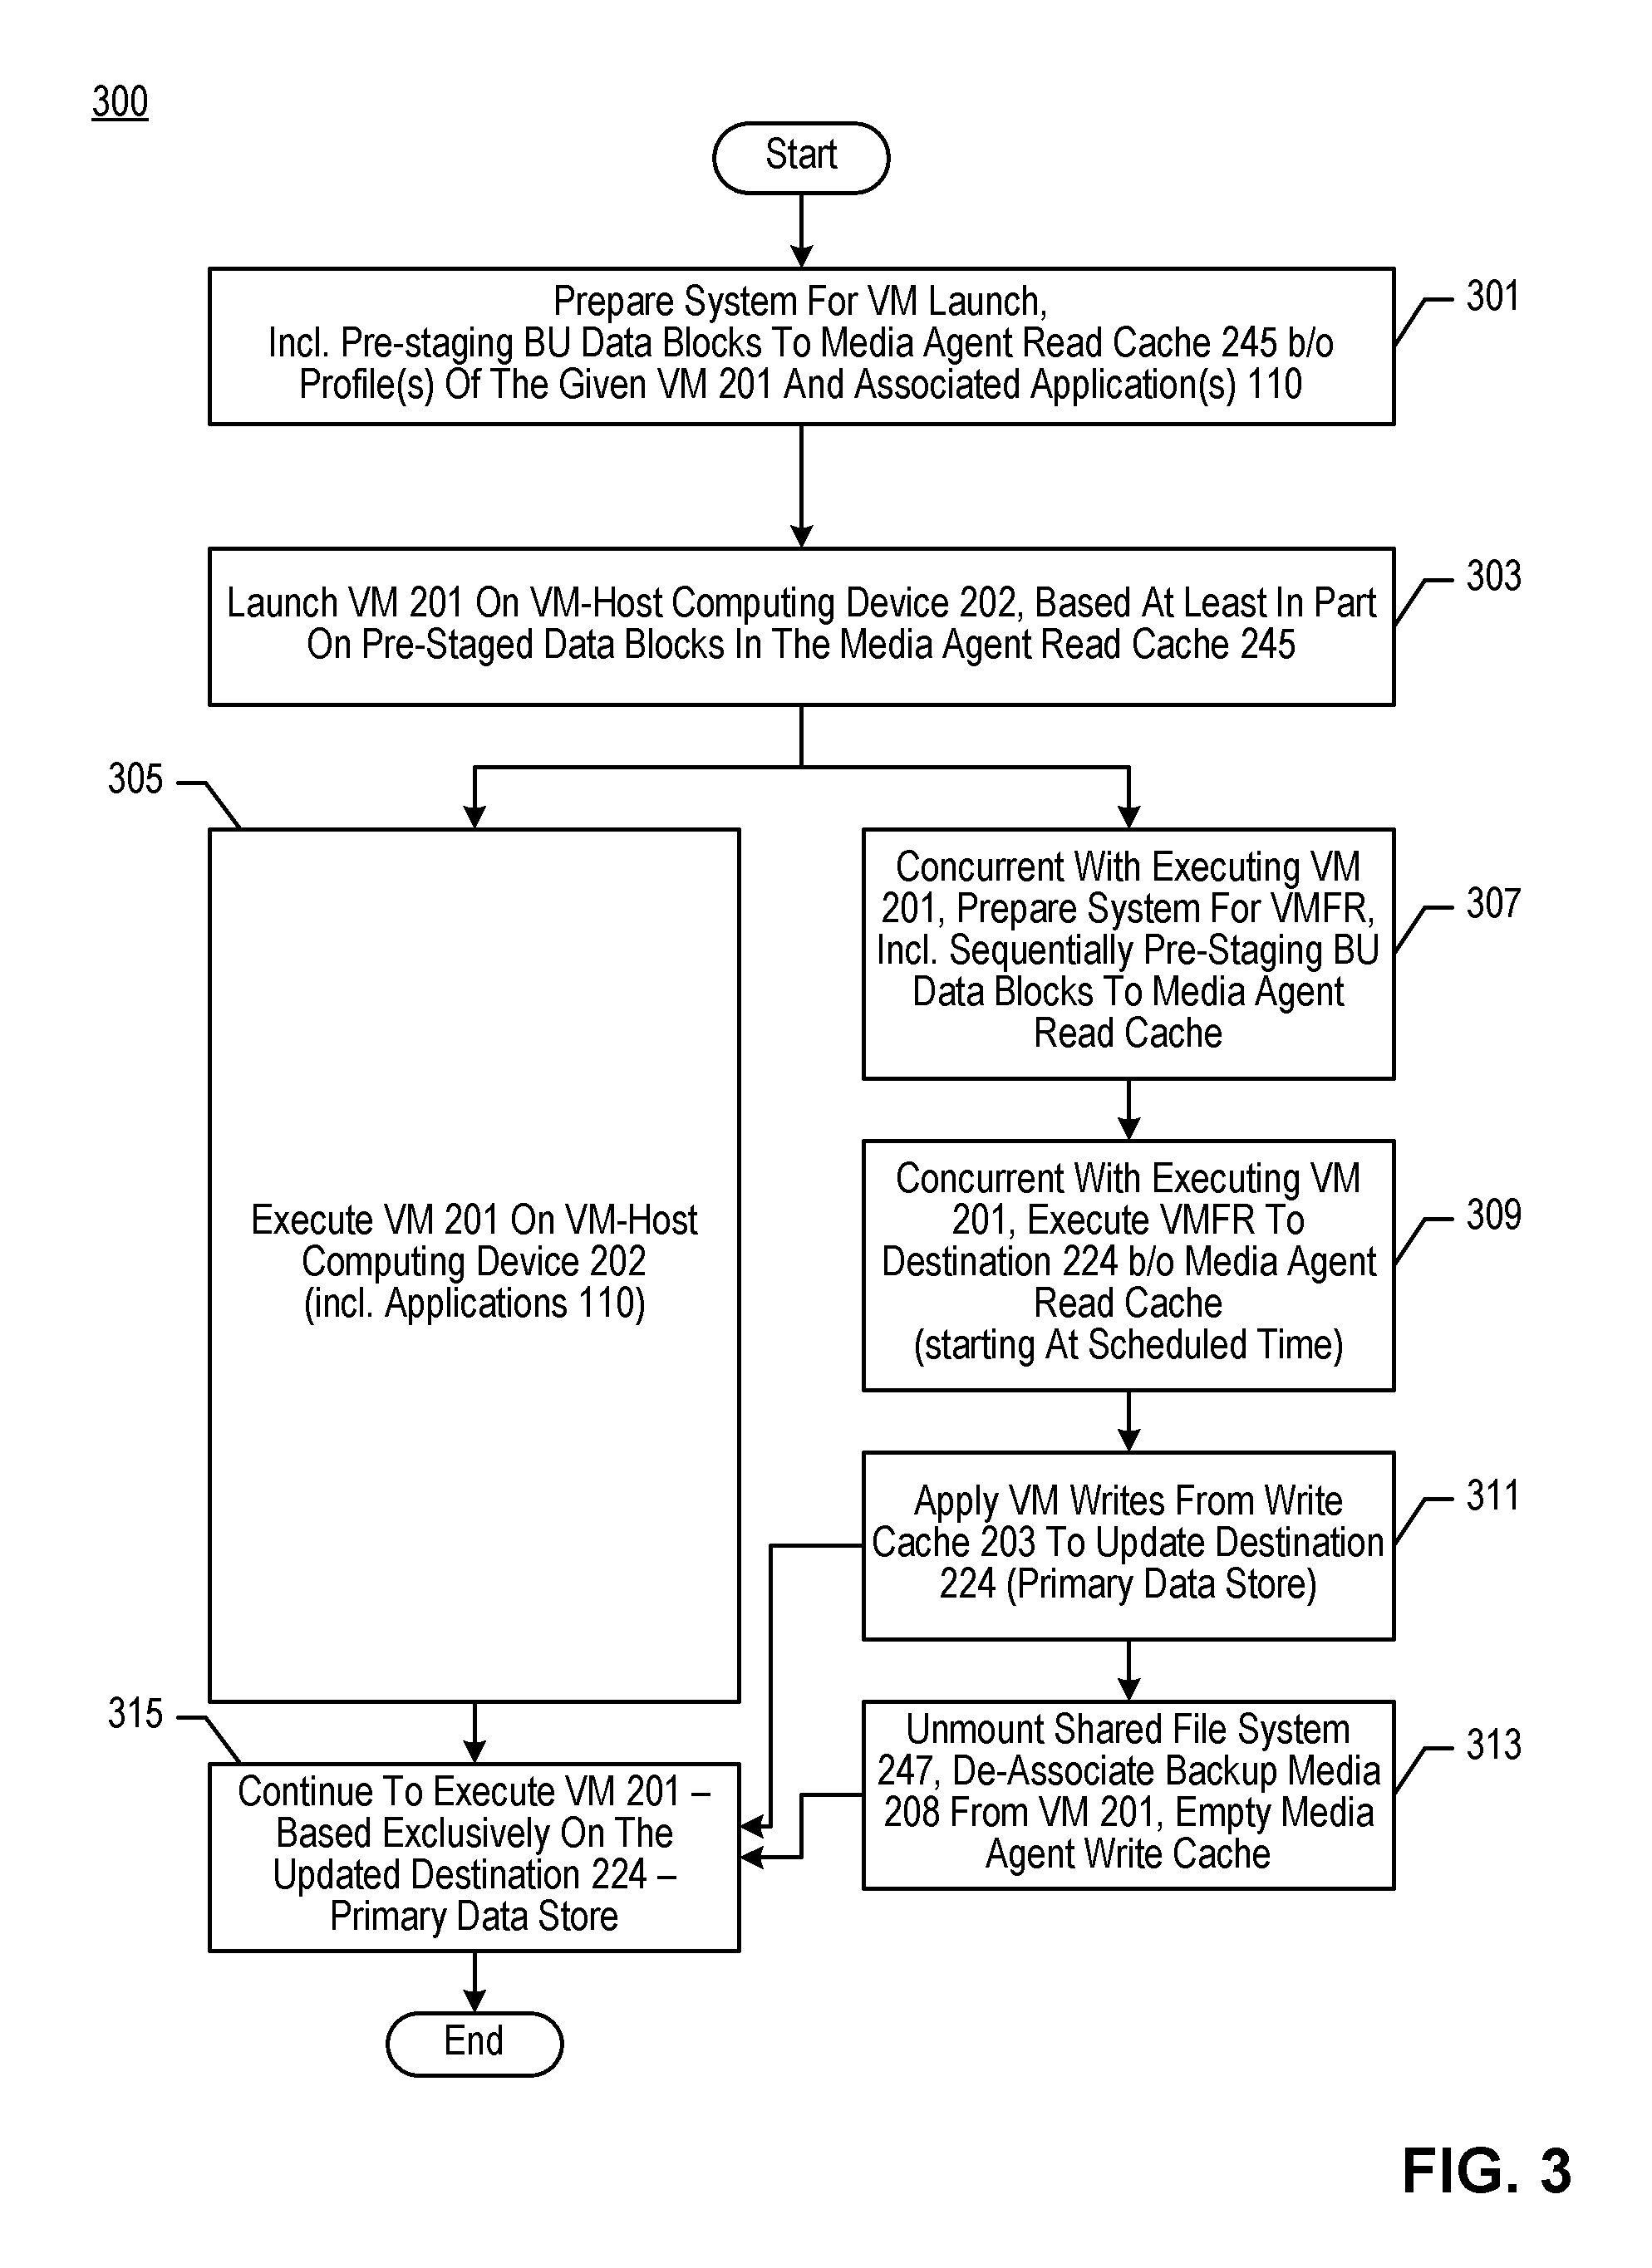 300
Start
Prepare System For VM Launch,
Incl. Pre-staging BU Data Blocks To Media Agent Read Cache 245 b/o
Profile(s) Of The Given VM 201 And Associated Application(s) 110
301
Launch VM 201 On VM-Host Computing Device 202, Based At Least In Part
On Pre-Staged Data Blocks In The Media Agent Read Cache 245
303
305
Execute VM 201 On VM-Host
Computing Device 202
(incl. Applications 110)
Concurrent With Executing VM
201, Prepare System For VMFR,
Incl. Sequentially Pre-Staging BU
Data Blocks To Media Agent
Read Cache
307
Concurrent With Executing VM
201, Execute VMFR To
Destination 224 b/o Media Agent
Read Cache
(starting At Scheduled Time)
309
Apply VM Writes From Write
Cache 203 To Update Destination
224 (Primary Data Store)
311
Unmount Shared File System
247, De-Associate Backup Media
208 From VM 201, Empty Media
Agent Write Cache
313
315
Continue To Execute VM 201 –
Based Exclusively On The
Updated Destination 224 –
Primary Data Store
End
FIG. 3